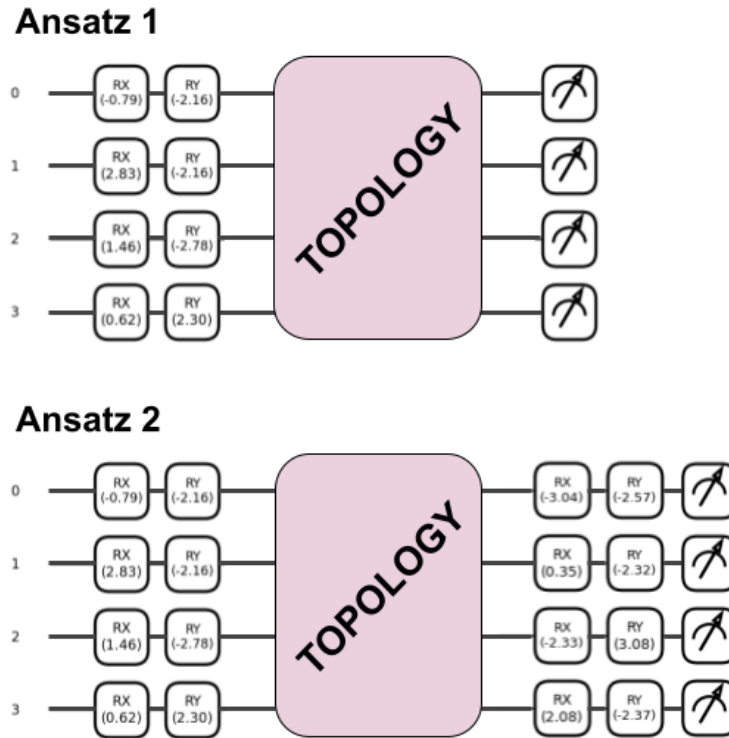 Ansatz 1
0 RX (-0.79) RY (-2.16)
1 RX (2.83) RY (-2.16)
2 RX (1.46) RY (-2.78)
3 RX (0.62) RY (2.30)
TOPOLOGY
Ansatz 2
0 RX (-0.79) RY (-2.16) RX (-3.04) RY (-2.57)
1 RX (2.83) RY (-2.16) RX (0.35) RY (-2.32)
2 RX (1.46) RY (-2.78) RX (-2.33) RY (3.08)
3 RX (0.62) RY (2.30) RX (2.08) RY (-2.37)
TOPOLOGY